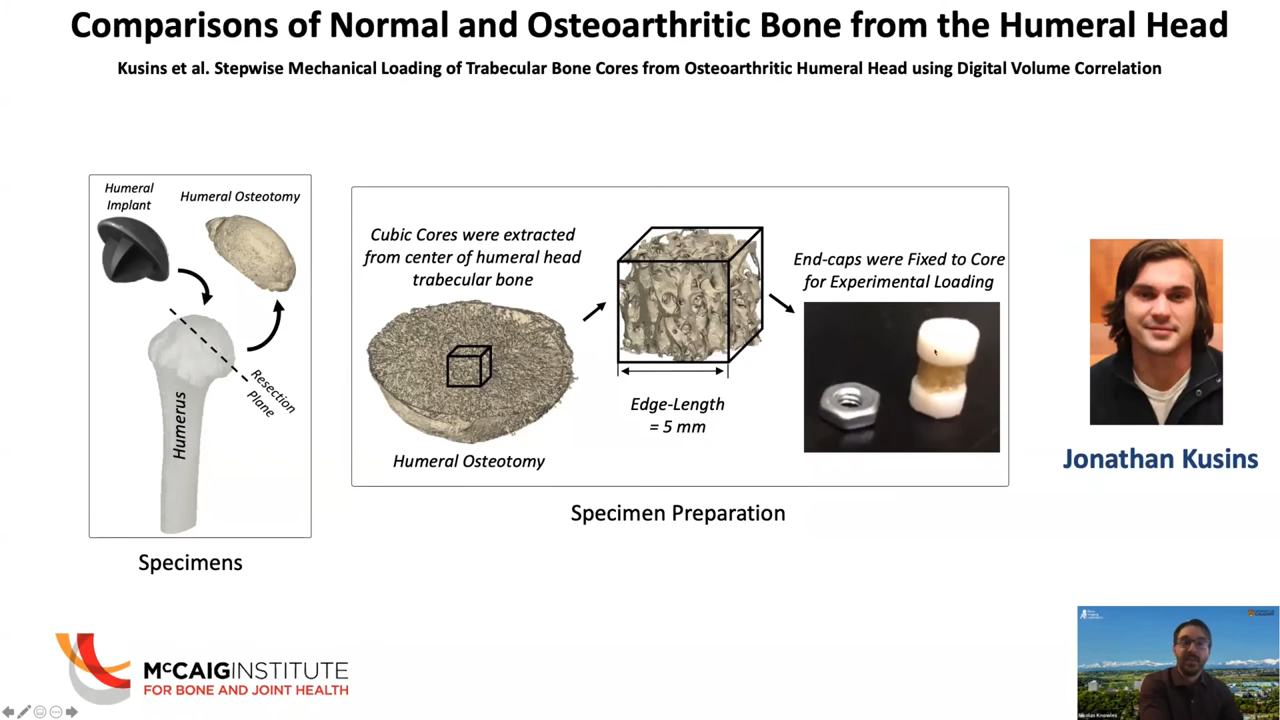 Comparisons of Normal and Osteoarthritic Bone from the Humeral Head
Kusins et al. Stepwise Mechanical Loading of Trabecular Bone Cores from Osteoarthritic Humeral Head using Digital Volume Correlation
Humeral
Implant
Humeral Osteotomy
Resection
Plane
Humerus
Specimens
Cubic Cores were extracted
from center of humeral head
trabecular bone
Humeral Osteotomy
Edge-Length
= 5 mm
End-caps were Fixed to Core
for Experimental Loading
Specimen Preparation
Jonathan Kusins
McCAIG INSTITUTE
FOR BONE AND JOINT HEALTH
Nicolas Knowles